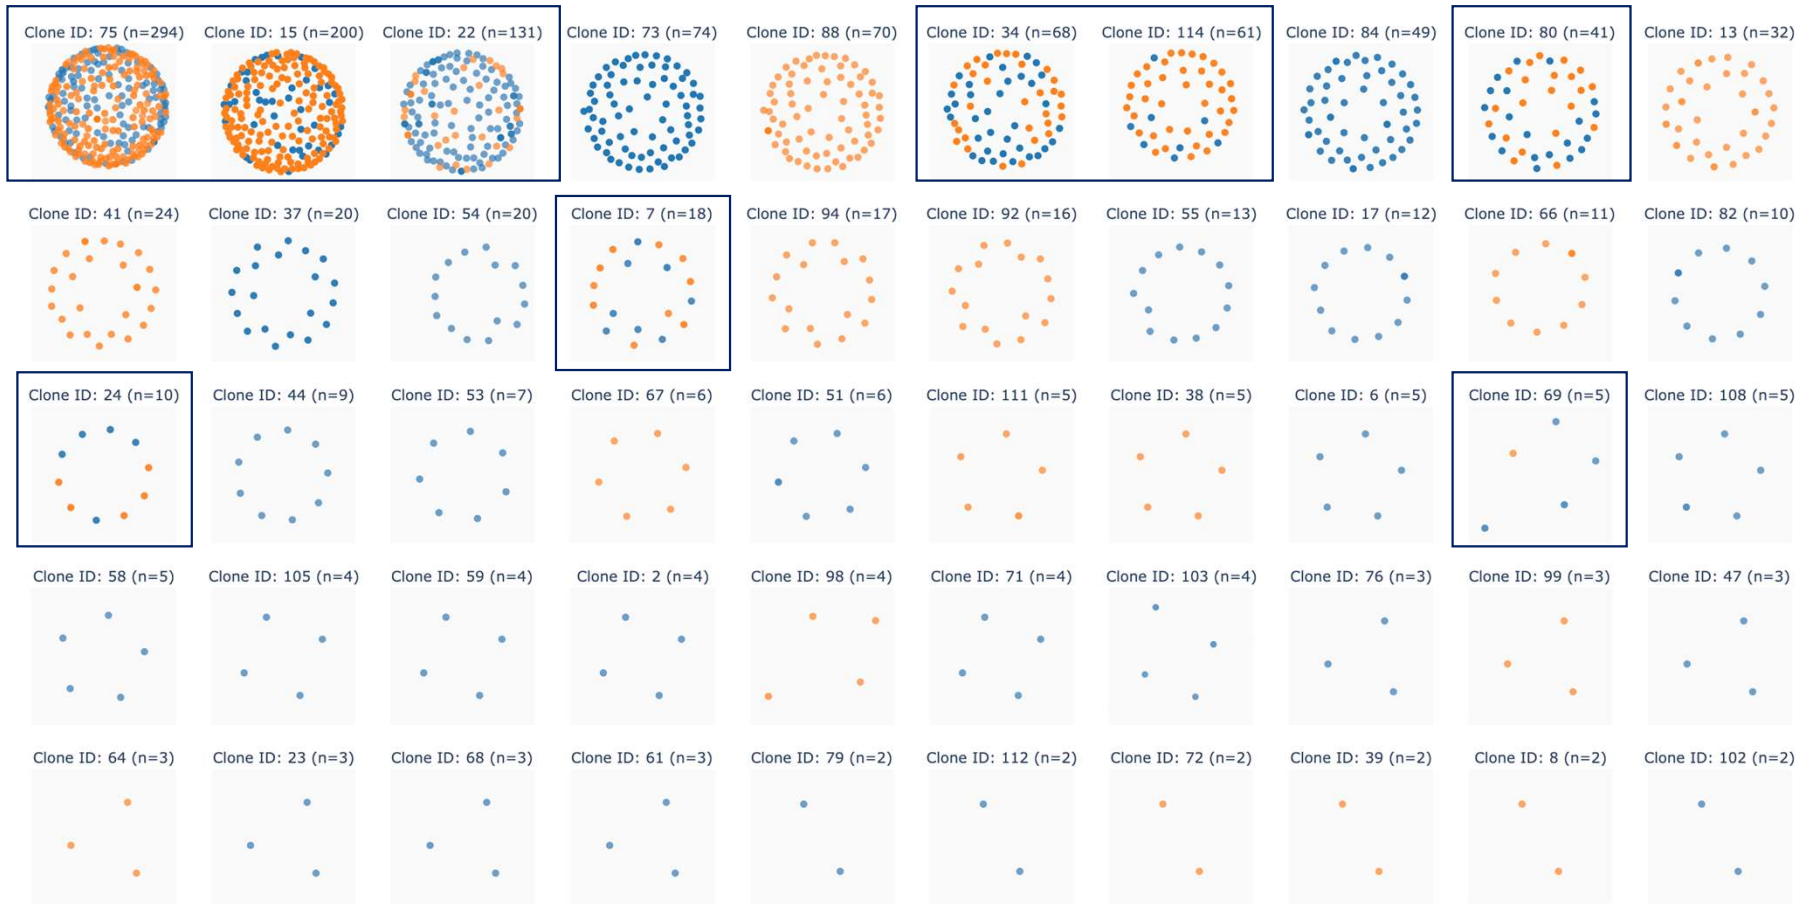 Clone ID: 75 (n=294) Clone ID: 15 (n=200) Clone ID: 22 (n=131) Clone ID: 73 (n=74) Clone ID: 88 (n=70) Clone ID: 34 (n=68) Clone ID: 114 (n=61) Clone ID: 84 (n=49) Clone ID: 80 (n=41) Clone ID: 13 (n=32)
Clone ID: 41 (n=24) Clone ID: 37 (n=20) Clone ID: 54 (n=20) Clone ID: 7 (n=18) Clone ID: 94 (n=17) Clone ID: 92 (n=16) Clone ID: 55 (n=13) Clone ID: 17 (n=12) Clone ID: 66 (n=11) Clone ID: 82 (n=10)
Clone ID: 24 (n=10) Clone ID: 44 (n=9) Clone ID: 53 (n=7) Clone ID: 67 (n=6) Clone ID: 51 (n=6) Clone ID: 111 (n=5) Clone ID: 38 (n=5) Clone ID: 6 (n=5) Clone ID: 69 (n=5) Clone ID: 108 (n=5)
Clone ID: 58 (n=5) Clone ID: 105 (n=4) Clone ID: 59 (n=4) Clone ID: 2 (n=4) Clone ID: 98 (n=4) Clone ID: 71 (n=4) Clone ID: 103 (n=4) Clone ID: 76 (n=3) Clone ID: 99 (n=3) Clone ID: 47 (n=3)
Clone ID: 64 (n=3) Clone ID: 23 (n=3) Clone ID: 68 (n=3) Clone ID: 61 (n=3) Clone ID: 79 (n=2) Clone ID: 112 (n=2) Clone ID: 72 (n=2) Clone ID: 39 (n=2) Clone ID: 8 (n=2) Clone ID: 102 (n=2)